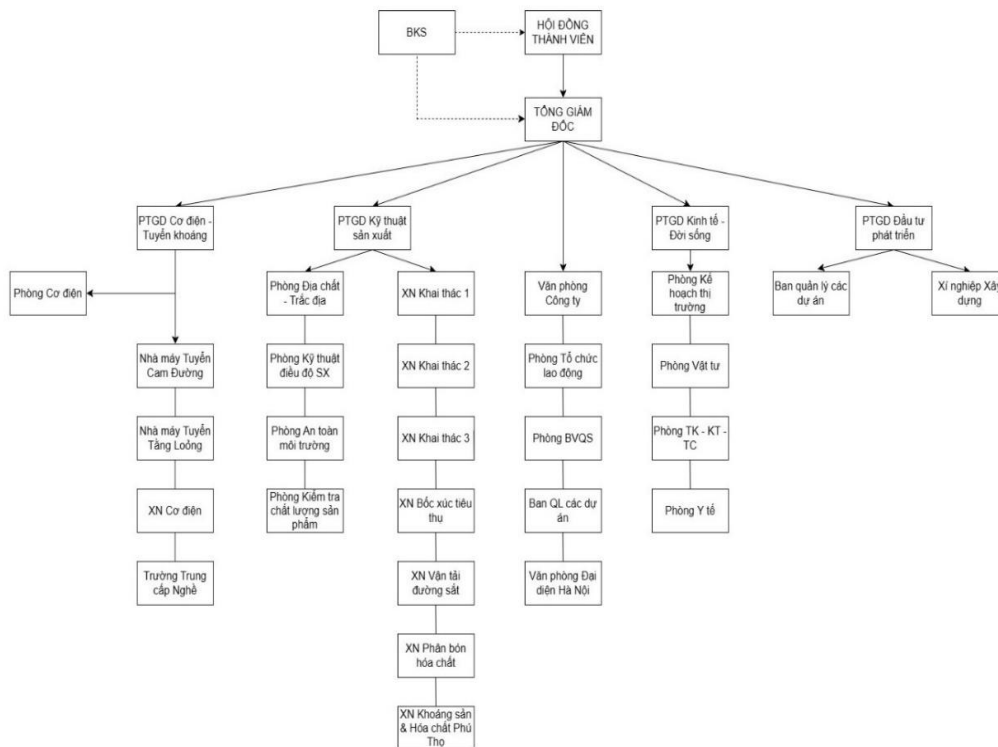 BKS
HỘI ĐỒNG
THÀNH VIÊN
TỔNG GIÁM
ĐỐC
PTGD Cơ điện -
Tuyển khoáng
PTGD Kỹ thuật
sản xuất
PTGD Kinh tế -
Đời sống
PTGD Đầu tư
phát triển
Phòng Cơ điện
Phòng Địa chất
- Trắc địa
XN Khai thác 1
Văn phòng
Công ty
Phòng Kế
hoạch thị
trường
Ban quản lý các
dự án
Xí nghiệp Xây
dựng
Nhà máy Tuyển
Cam Đường
Phòng Kỹ thuật
điều độ SX
XN Khai thác 2
Phòng Tổ chức
lao động
Phòng Vật tư
Nhà máy Tuyển
Tằng Loỏng
Phòng An toàn
môi trường
XN Khai thác 3
Phòng BVQS
Phòng TK - KT -
TC
XN Cơ điện
Phòng Kiểm tra
chất lượng sản
phẩm
XN Bốc xúc tiêu
thụ
Ban QL các dự
án
Phòng Y tế
Trường Trung
cấp Nghề
XN Vận tải
đường sắt
Văn phòng Đại
diện Hà Nội
XN Phân bón
hóa chất
XN Khoáng sản
& Hóa chất Phú
Thọ